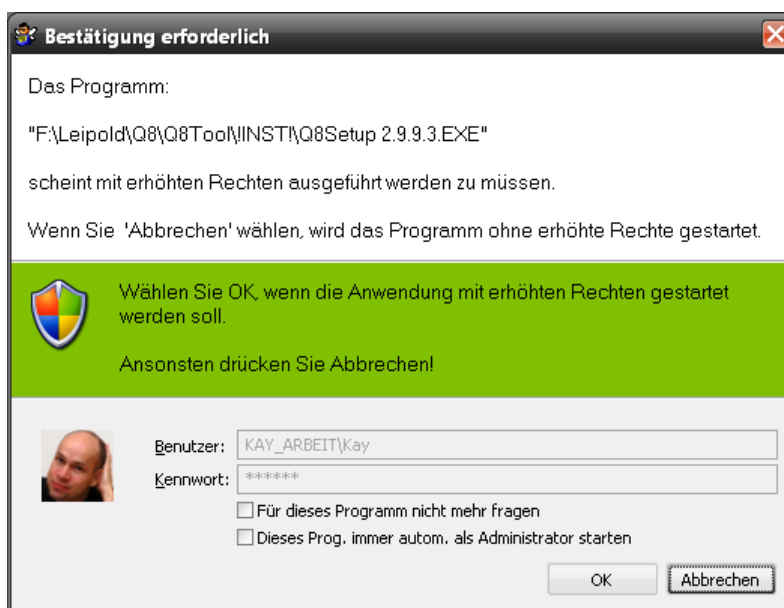 Bestätigung erforderlich
Das Programm:
"F:\Leipold\Q8\Q8Tool\!INST!\Q8Setup 2.9.9.3.EXE"
scheint mit erhöhten Rechten ausgeführt werden zu müssen.
Wenn Sie 'Abbrechen' wählen, wird das Programm ohne erhöhte Rechte gestartet.
Wählen Sie OK, wenn die Anwendung mit erhöhten Rechten gestartet
werden soll.
Ansonsten drücken Sie Abbrechen!
Benutzer: KAY_ARBEIT\Kay
Kennwort: ******
Für dieses Programm nicht mehr fragen
Dieses Prog. immer autom. als Administrator starten
OK Abbrechen